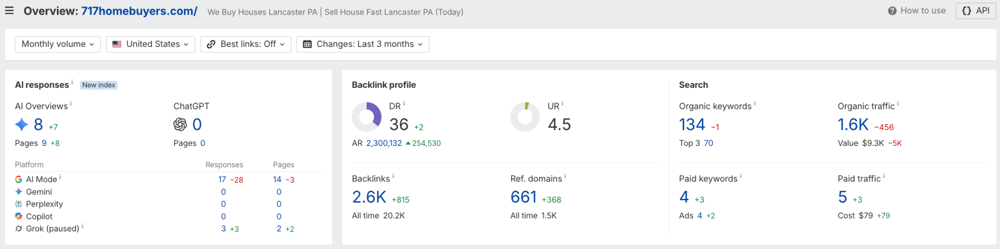 Overview: 717homebuyers.com/ We Buy Houses Lancaster PA | Sell House Fast Lancaster PA (Today) How to use {} API
Monthly volume United States Best links: Off Changes: Last 3 months
AI responses i New index
AI Overviews i ChatGPT
8 +7 0
Pages 9 +8 Pages 0
Platform Responses Pages
AI Mode i 17 −28 14 −3
Gemini 0 0
Perplexity 0 0
Copilot 0 0
Grok (paused) i 3 +3 2 +2
Backlink profile
DR i UR i
36 +2 4.5
AR 2,300,132 254,530
Backlinks i Ref. domains i
2.6K +815 661 +368
All time 20.2K All time 1.5K
Search
Organic keywords i Organic traffic i
134 −1 1.6K −456
Top 3 70 Value $9.3K −5K
Paid keywords i Paid traffic i
4 +3 5 +3
Ads 4 +2 Cost $79 +79